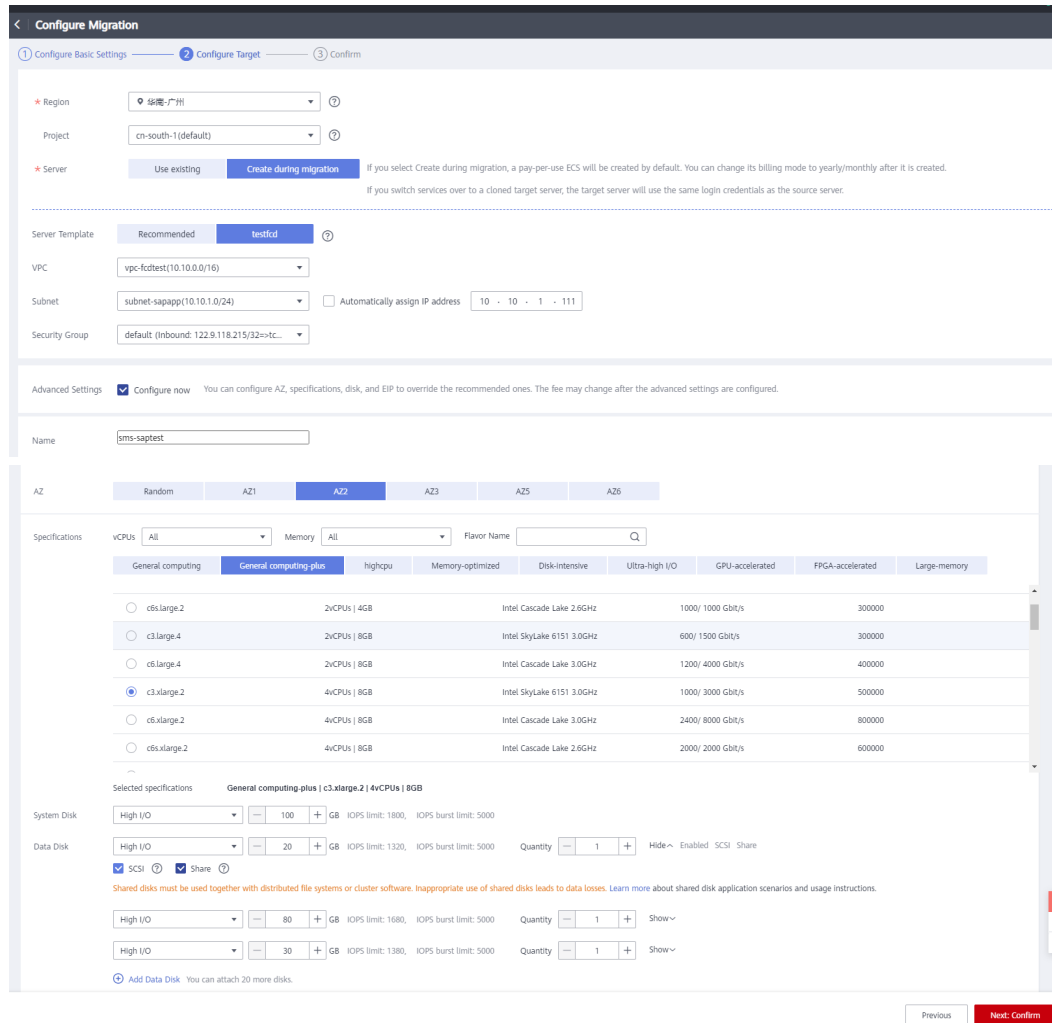 Configure Migration
1 Configure Basic Settings 2 Configure Target 3 Confirm
* Region 华南-广州
Project cn-south-1(default)
* Server Use existing Create during migration If you select Create during migration, a pay-per-use ECS will be created by default. You can change its billing mode to yearly/monthly after it is created.
If you switch services over to a cloned target server, the target server will use the same login credentials as the source server.
Server Template Recommended testfcd
VPC vpc-fcdtest(10.10.0.0/16)
Subnet subnet-sapapp(10.10.1.0/24) Automatically assign IP address 10 . 10 . 1 . 111
Security Group default (Inbound: 122.9.118.215/32=>tc...
Advanced Settings Configure now You can configure AZ, specifications, disk, and EIP to override the recommended ones. The fee may change after the advanced settings are configured.
Name sms-saptest
AZ Random AZ1 AZ2 AZ3 AZ5 AZ6
Specifications vCPUs All Memory All Flavor Name
General computing General computing-plus highcpu Memory-optimized Disk-intensive Ultra-high I/O GPU-accelerated FPGA-accelerated Large-memory
c6s.large.2 2vCPUs | 4GB Intel Cascade Lake 2.6GHz 1000/ 1000 Gbit/s 300000
c3.large.4 2vCPUs | 8GB Intel SkyLake 6151 3.0GHz 600/ 1500 Gbit/s 300000
c6.large.4 2vCPUs | 8GB Intel Cascade Lake 3.0GHz 1200/ 4000 Gbit/s 400000
c3.xlarge.2 4vCPUs | 8GB Intel SkyLake 6151 3.0GHz 1000/ 3000 Gbit/s 500000
c6.xlarge.2 4vCPUs | 8GB Intel Cascade Lake 3.0GHz 2400/ 8000 Gbit/s 800000
c6s.xlarge.2 4vCPUs | 8GB Intel Cascade Lake 2.6GHz 2000/ 2000 Gbit/s 600000
Selected specifications General computing-plus | c3.xlarge.2 | 4vCPUs | 8GB
System Disk High I/O — 100 + GB IOPS limit: 1800, IOPS burst limit: 5000
Data Disk High I/O — 20 + GB IOPS limit: 1320, IOPS burst limit: 5000 Quantity — 1 + Hide Enabled SCSI Share
SCSI Share
Shared disks must be used together with distributed file systems or cluster software. Inappropriate use of shared disks leads to data losses. Learn more about shared disk application scenarios and usage instructions.
High I/O — 80 + GB IOPS limit: 1680, IOPS burst limit: 5000 Quantity — 1 + Show
High I/O — 30 + GB IOPS limit: 1380, IOPS burst limit: 5000 Quantity — 1 + Show
Add Data Disk You can attach 20 more disks.
Previous Next: Confirm